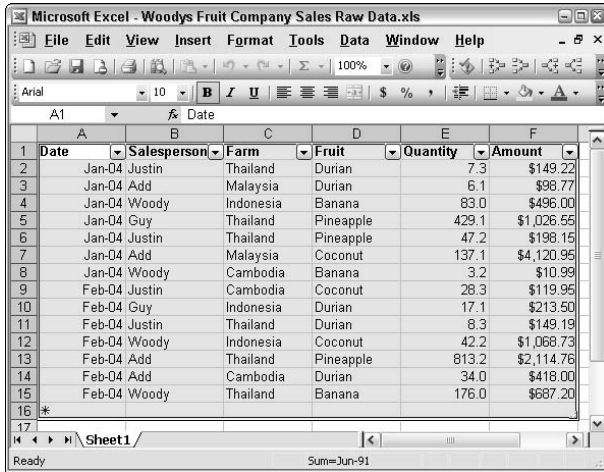 Microsoft Excel - Woodys Fruit Company Sales Raw Data.xls
File Edit View Insert Format Tools Data Window Help
100%
Arial 10 B I U $ % ,
A1 fx Date
A B C D E F
1 Date Salesperson Farm Fruit Quantity Amount
2 Jan-04 Justin Thailand Durian 7.3 $149.22
3 Jan-04 Add Malaysia Durian 6.1 $98.77
4 Jan-04 Woody Indonesia Banana 83.0 $496.00
5 Jan-04 Guy Thailand Pineapple 429.1 $1,026.55
6 Jan-04 Justin Thailand Pineapple 47.2 $198.15
7 Jan-04 Add Malaysia Coconut 137.1 $4,120.95
8 Jan-04 Woody Cambodia Banana 3.2 $10.99
9 Feb-04 Justin Cambodia Coconut 28.3 $119.95
10 Feb-04 Guy Indonesia Durian 17.1 $213.50
11 Feb-04 Justin Thailand Durian 8.3 $149.19
12 Feb-04 Woody Indonesia Coconut 42.2 $1,068.73
13 Feb-04 Add Thailand Pineapple 813.2 $2,114.76
14 Feb-04 Add Cambodia Durian 34.0 $418.00
15 Feb-04 Woody Thailand Banana 176.0 $687.20
16 *
17
Sheet1
Ready Sum=Jun-91